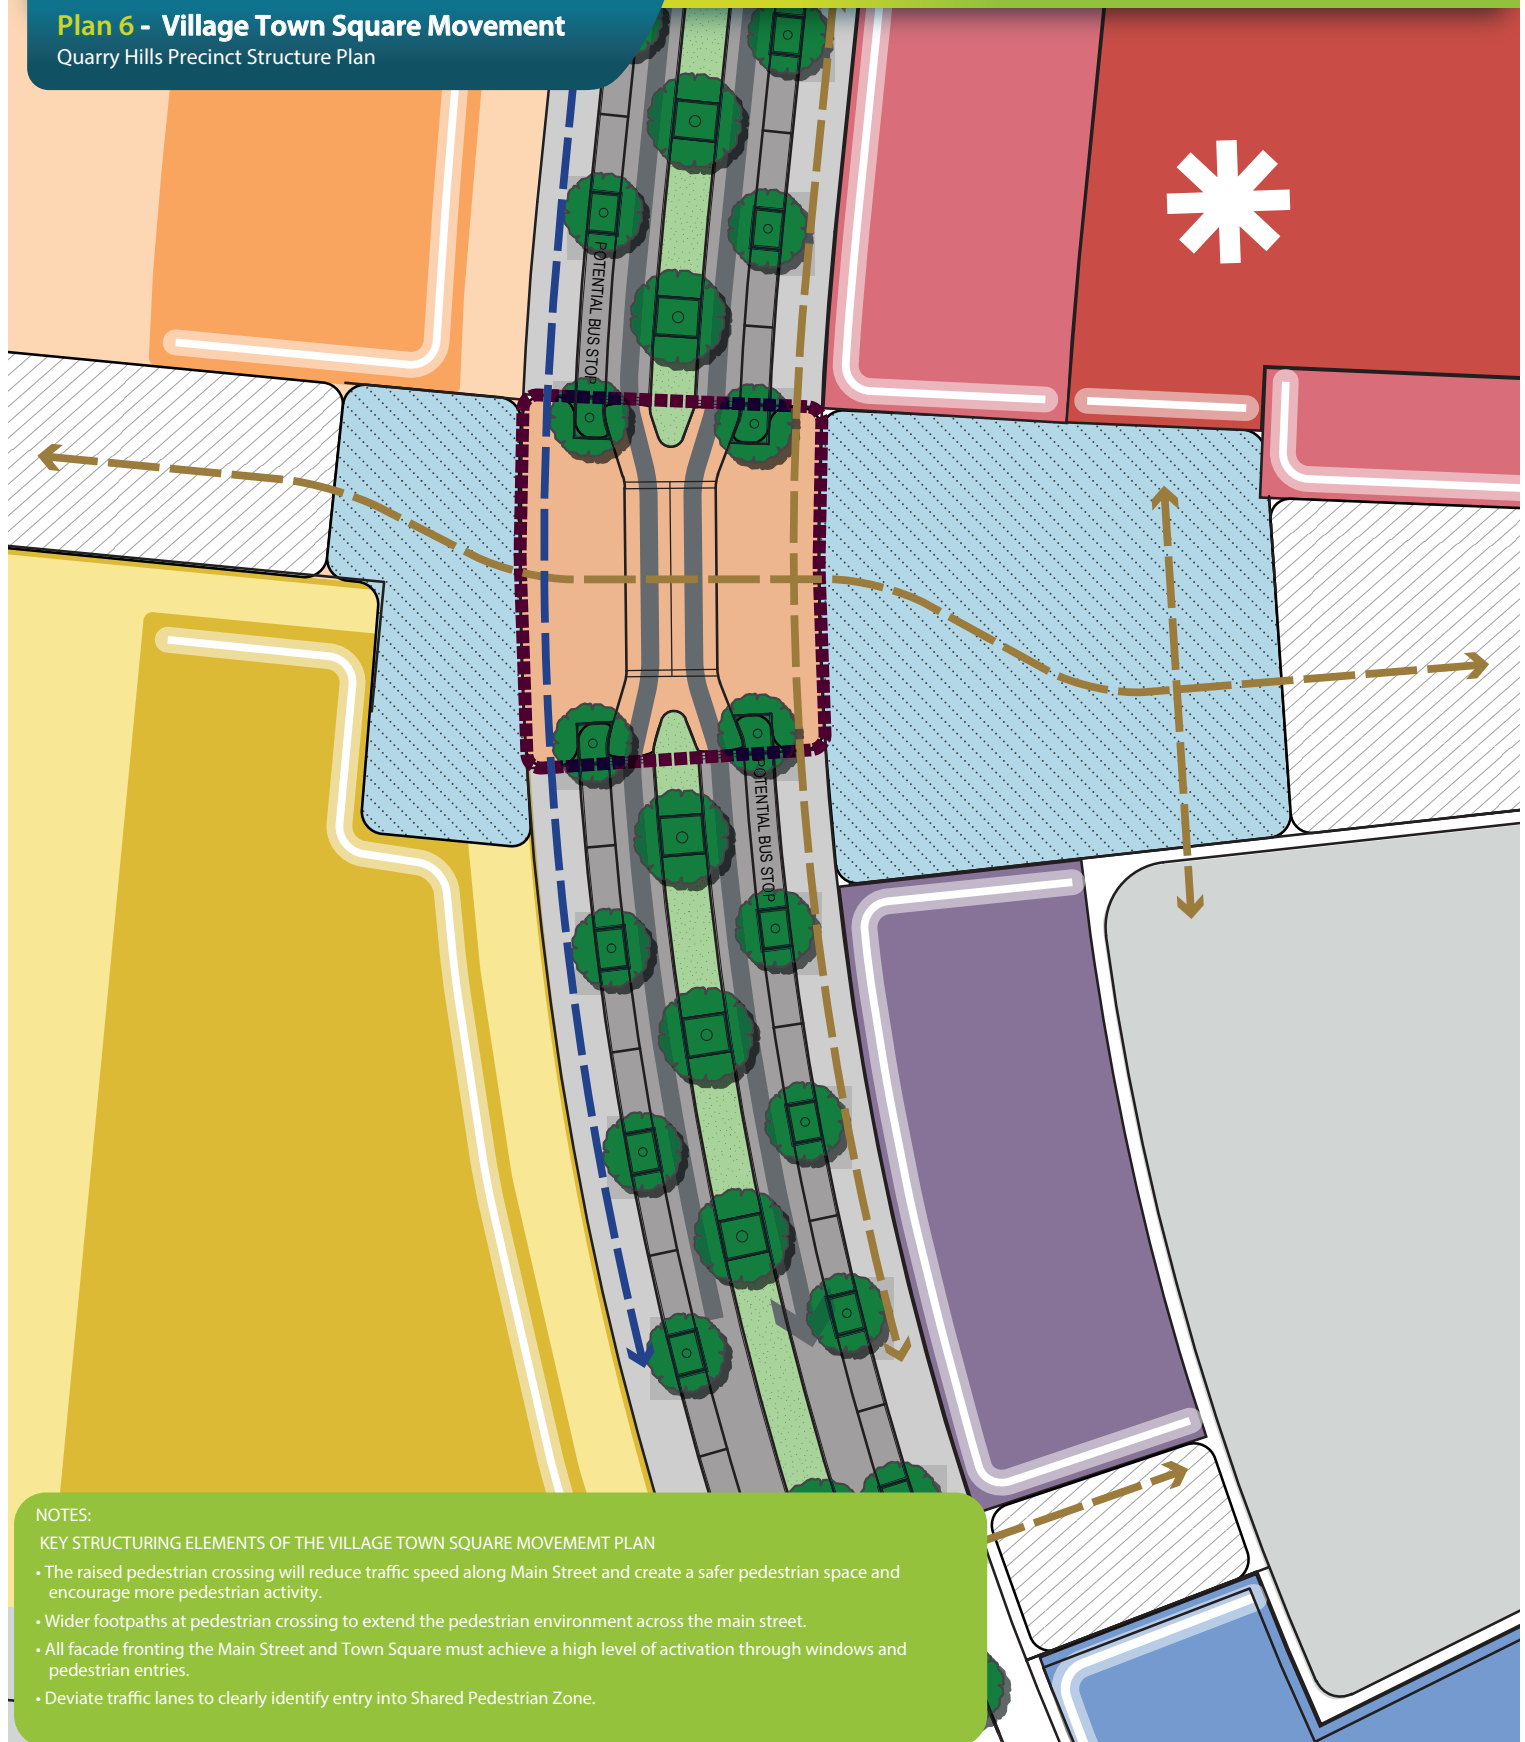 Plan 6 - Village Town Square Movement
Quarry Hills Precinct Structure Plan
POTENTIAL BUS STOP
POTENTIAL BUS STOP
NOTES:
KEY STRUCTURING ELEMENTS OF THE VILLAGE TOWN SQUARE MOVEMEMT PLAN
• The raised pedestrian crossing will reduce traffic speed along Main Street and create a safer pedestrian space and
encourage more pedestrian activity.
• Wider footpaths at pedestrian crossing to extend the pedestrian environment across the main street.
• All facade fronting the Main Street and Town Square must achieve a high level of activation through windows and
pedestrian entries.
• Deviate traffic lanes to clearly identify entry into Shared Pedestrian Zone.